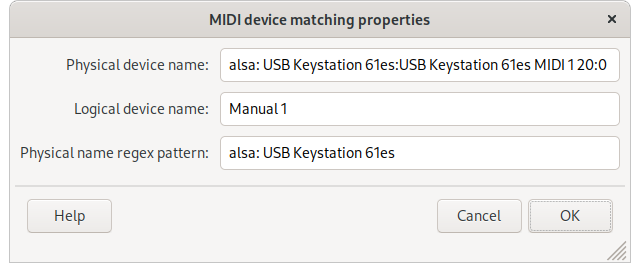 MIDI device matching properties
Physical device name: alsa: USB Keystation 61es:USB Keystation 61es MIDI 1 20:0
Logical device name: Manual 1
Physical name regex pattern: alsa: USB Keystation 61es
Help Cancel OK